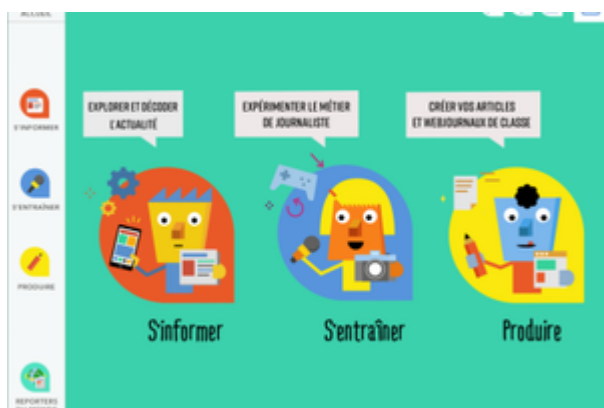 ACCUEIL
S'INFORMER
S'ENTRAÎNER
PRODUIRE
REPORTERS
EXPLORER ET DÉCODER
L'ACTUALITÉ
EXPÉRIMENTER LE MÉTIER
DE JOURNALISTE
CRÉER VOS ARTICLES
ET WEBJOURNAUX DE CLASSE
S'informer
S'entraîner
Produire